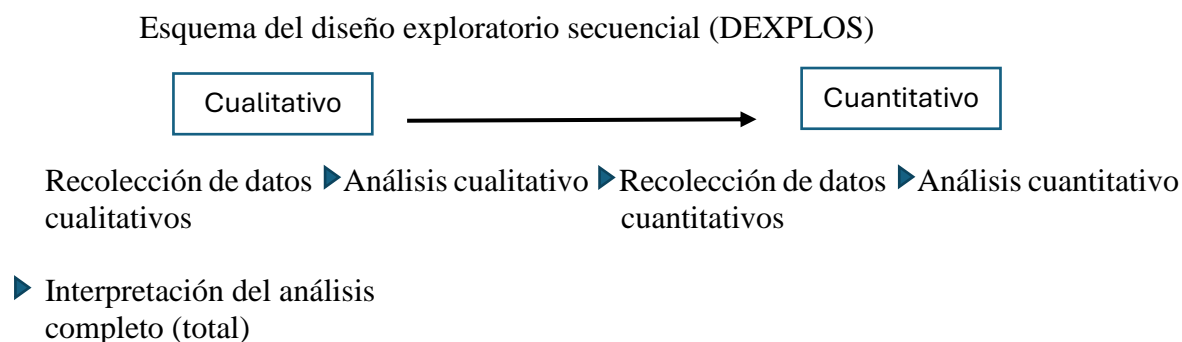 Esquema del diseño exploratorio secuencial (DEXPLOS)
Cualitativo
Cuantitativo
Recolección de datos Análisis cualitativo Recolección de datos Análisis cuantitativo
cualitativos cuantitativos
Interpretación del análisis
completo (total)